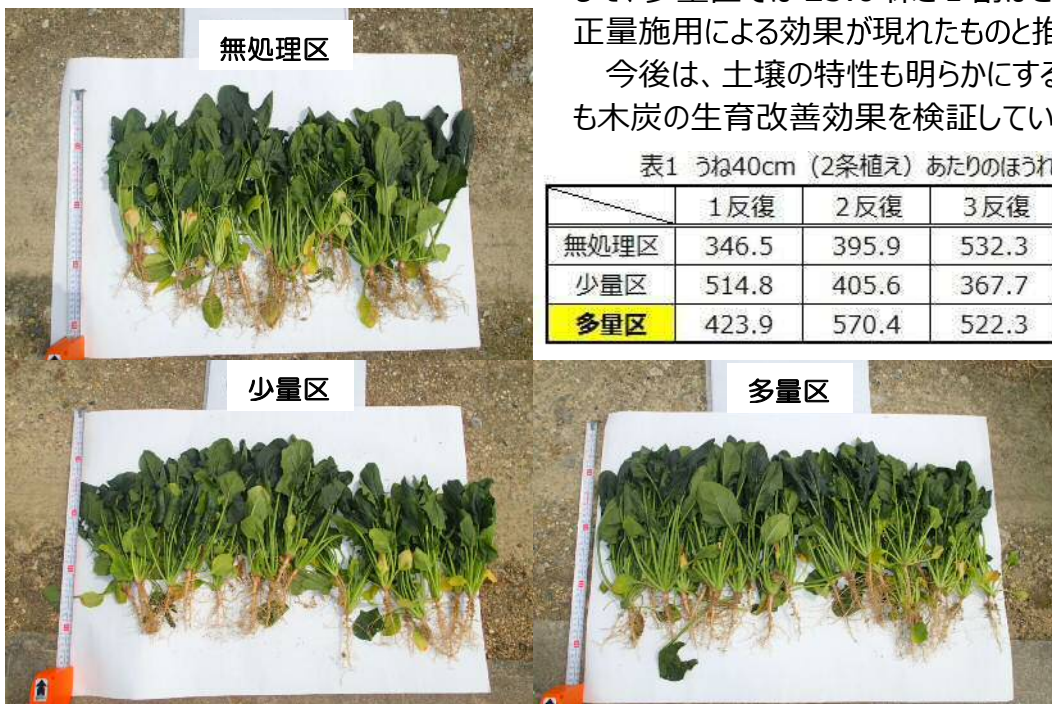 無処理区
正量施用による効果が現れたものと推
今後は、土壌の特性も明らかにする
も木炭の生育改善効果を検証してい
表1 うね40cm (2条植え) あたりのほうれ
1反復 2反復 3反復
無処理区 346.5 395.9 532.3
少量区 514.8 405.6 367.7
多量区 423.9 570.4 522.3
少量区
多量区